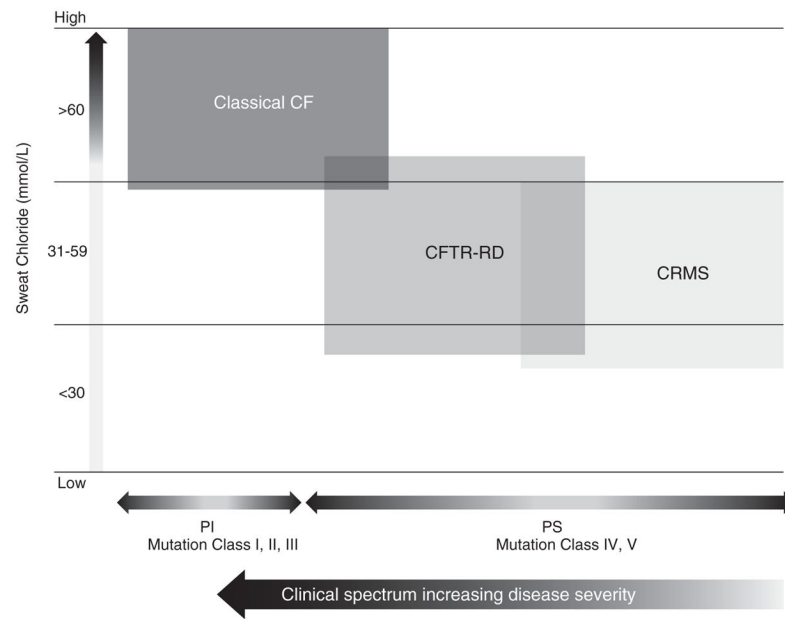 High
Classical CF
>60
Sweat Chloride (mmol/L)
31-59
CFTR-RD
CRMS
<30
Low
PI
Mutation Class I, II, III
PS
Mutation Class IV, V
Clinical spectrum increasing disease severity